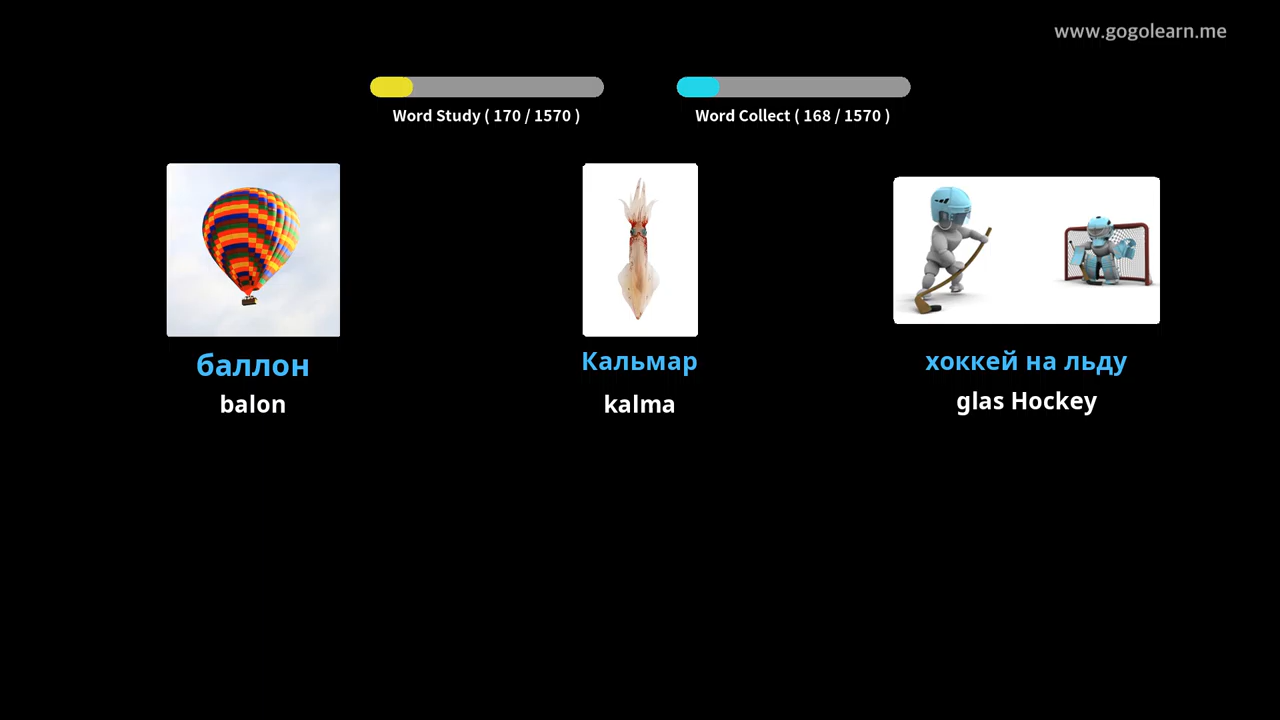 www.gogolearn.me
Word Study ( 170 / 1570 )
Word Collect ( 168 / 1570 )
баллон
Кальмар
хоккей на льду
balon
kalma
glas Hockey